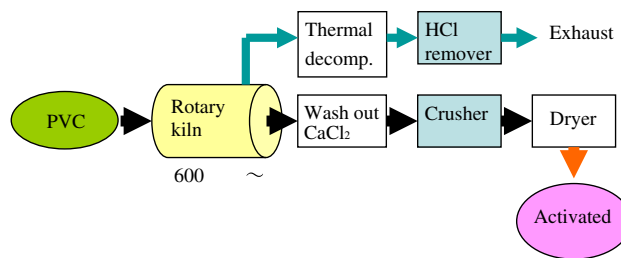 Thermal
decomp.
HCl
remover
Exhaust
PVC
Rotary
kiln
Wash out
CaCl₂
Crusher
Dryer
600 ～
Activated